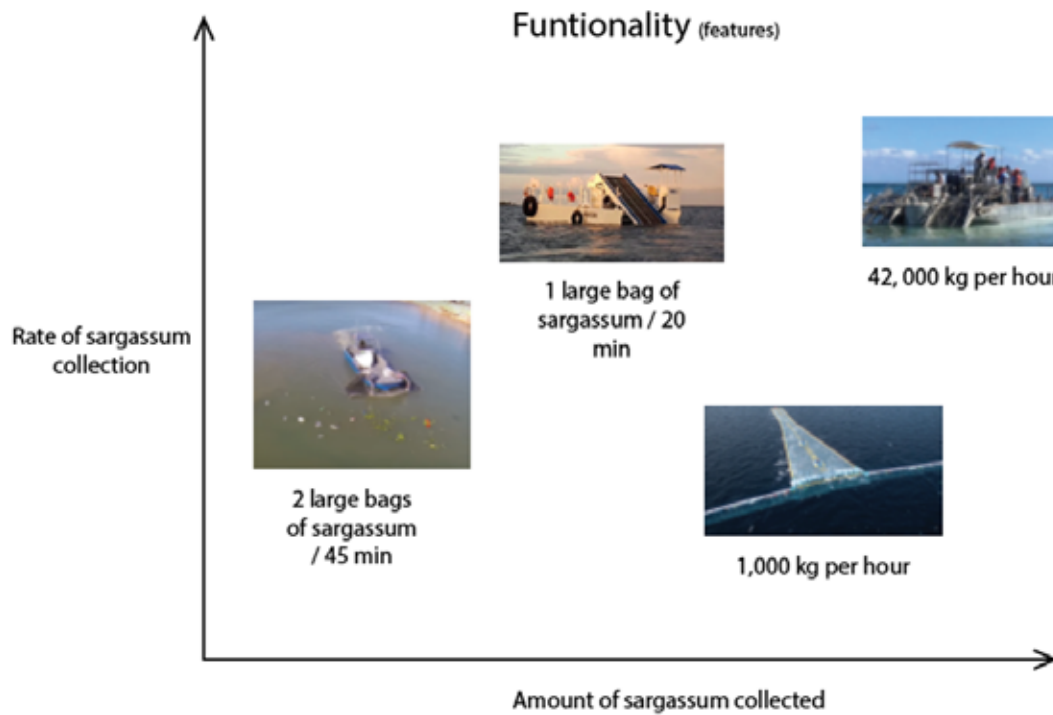 Funtionality (features)
1 large bag of
sargassum / 20
min
42, 000 kg per hour
Rate of sargassum
collection
2 large bags
of sargassum
/ 45 min
1,000 kg per hour
Amount of sargassum collected